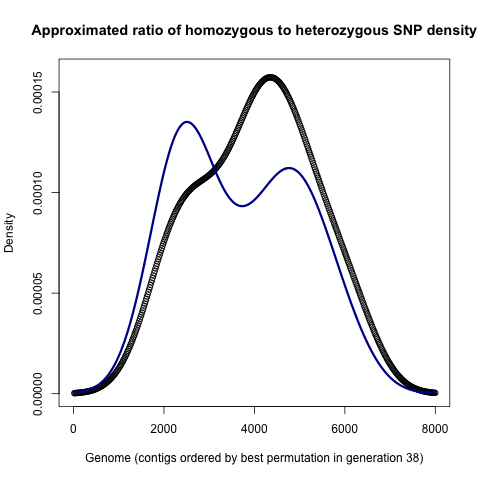 Approximated ratio of homozygous to heterozygous SNP density
0.00015
0.00010
0.00005
0.00000
Density
0 2000 4000 6000 8000
Genome (contigs ordered by best permutation in generation 38)